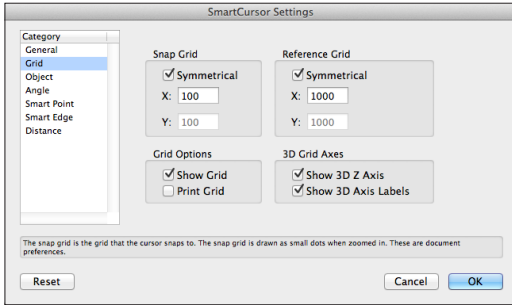 SmartCursor Settings
Category
General
Grid
Object
Angle
Smart Point
Smart Edge
Distance
Snap Grid
Symmetrical
X: 100
Y: 100
Reference Grid
Symmetrical
X: 1000
Y: 1000
Grid Options
Show Grid
Print Grid
3D Grid Axes
Show 3D Z Axis
Show 3D Axis Labels
The snap grid is the grid that the cursor snaps to. The snap grid is drawn as small dots when zoomed in. These are document
preferences.
Reset
Cancel
OK